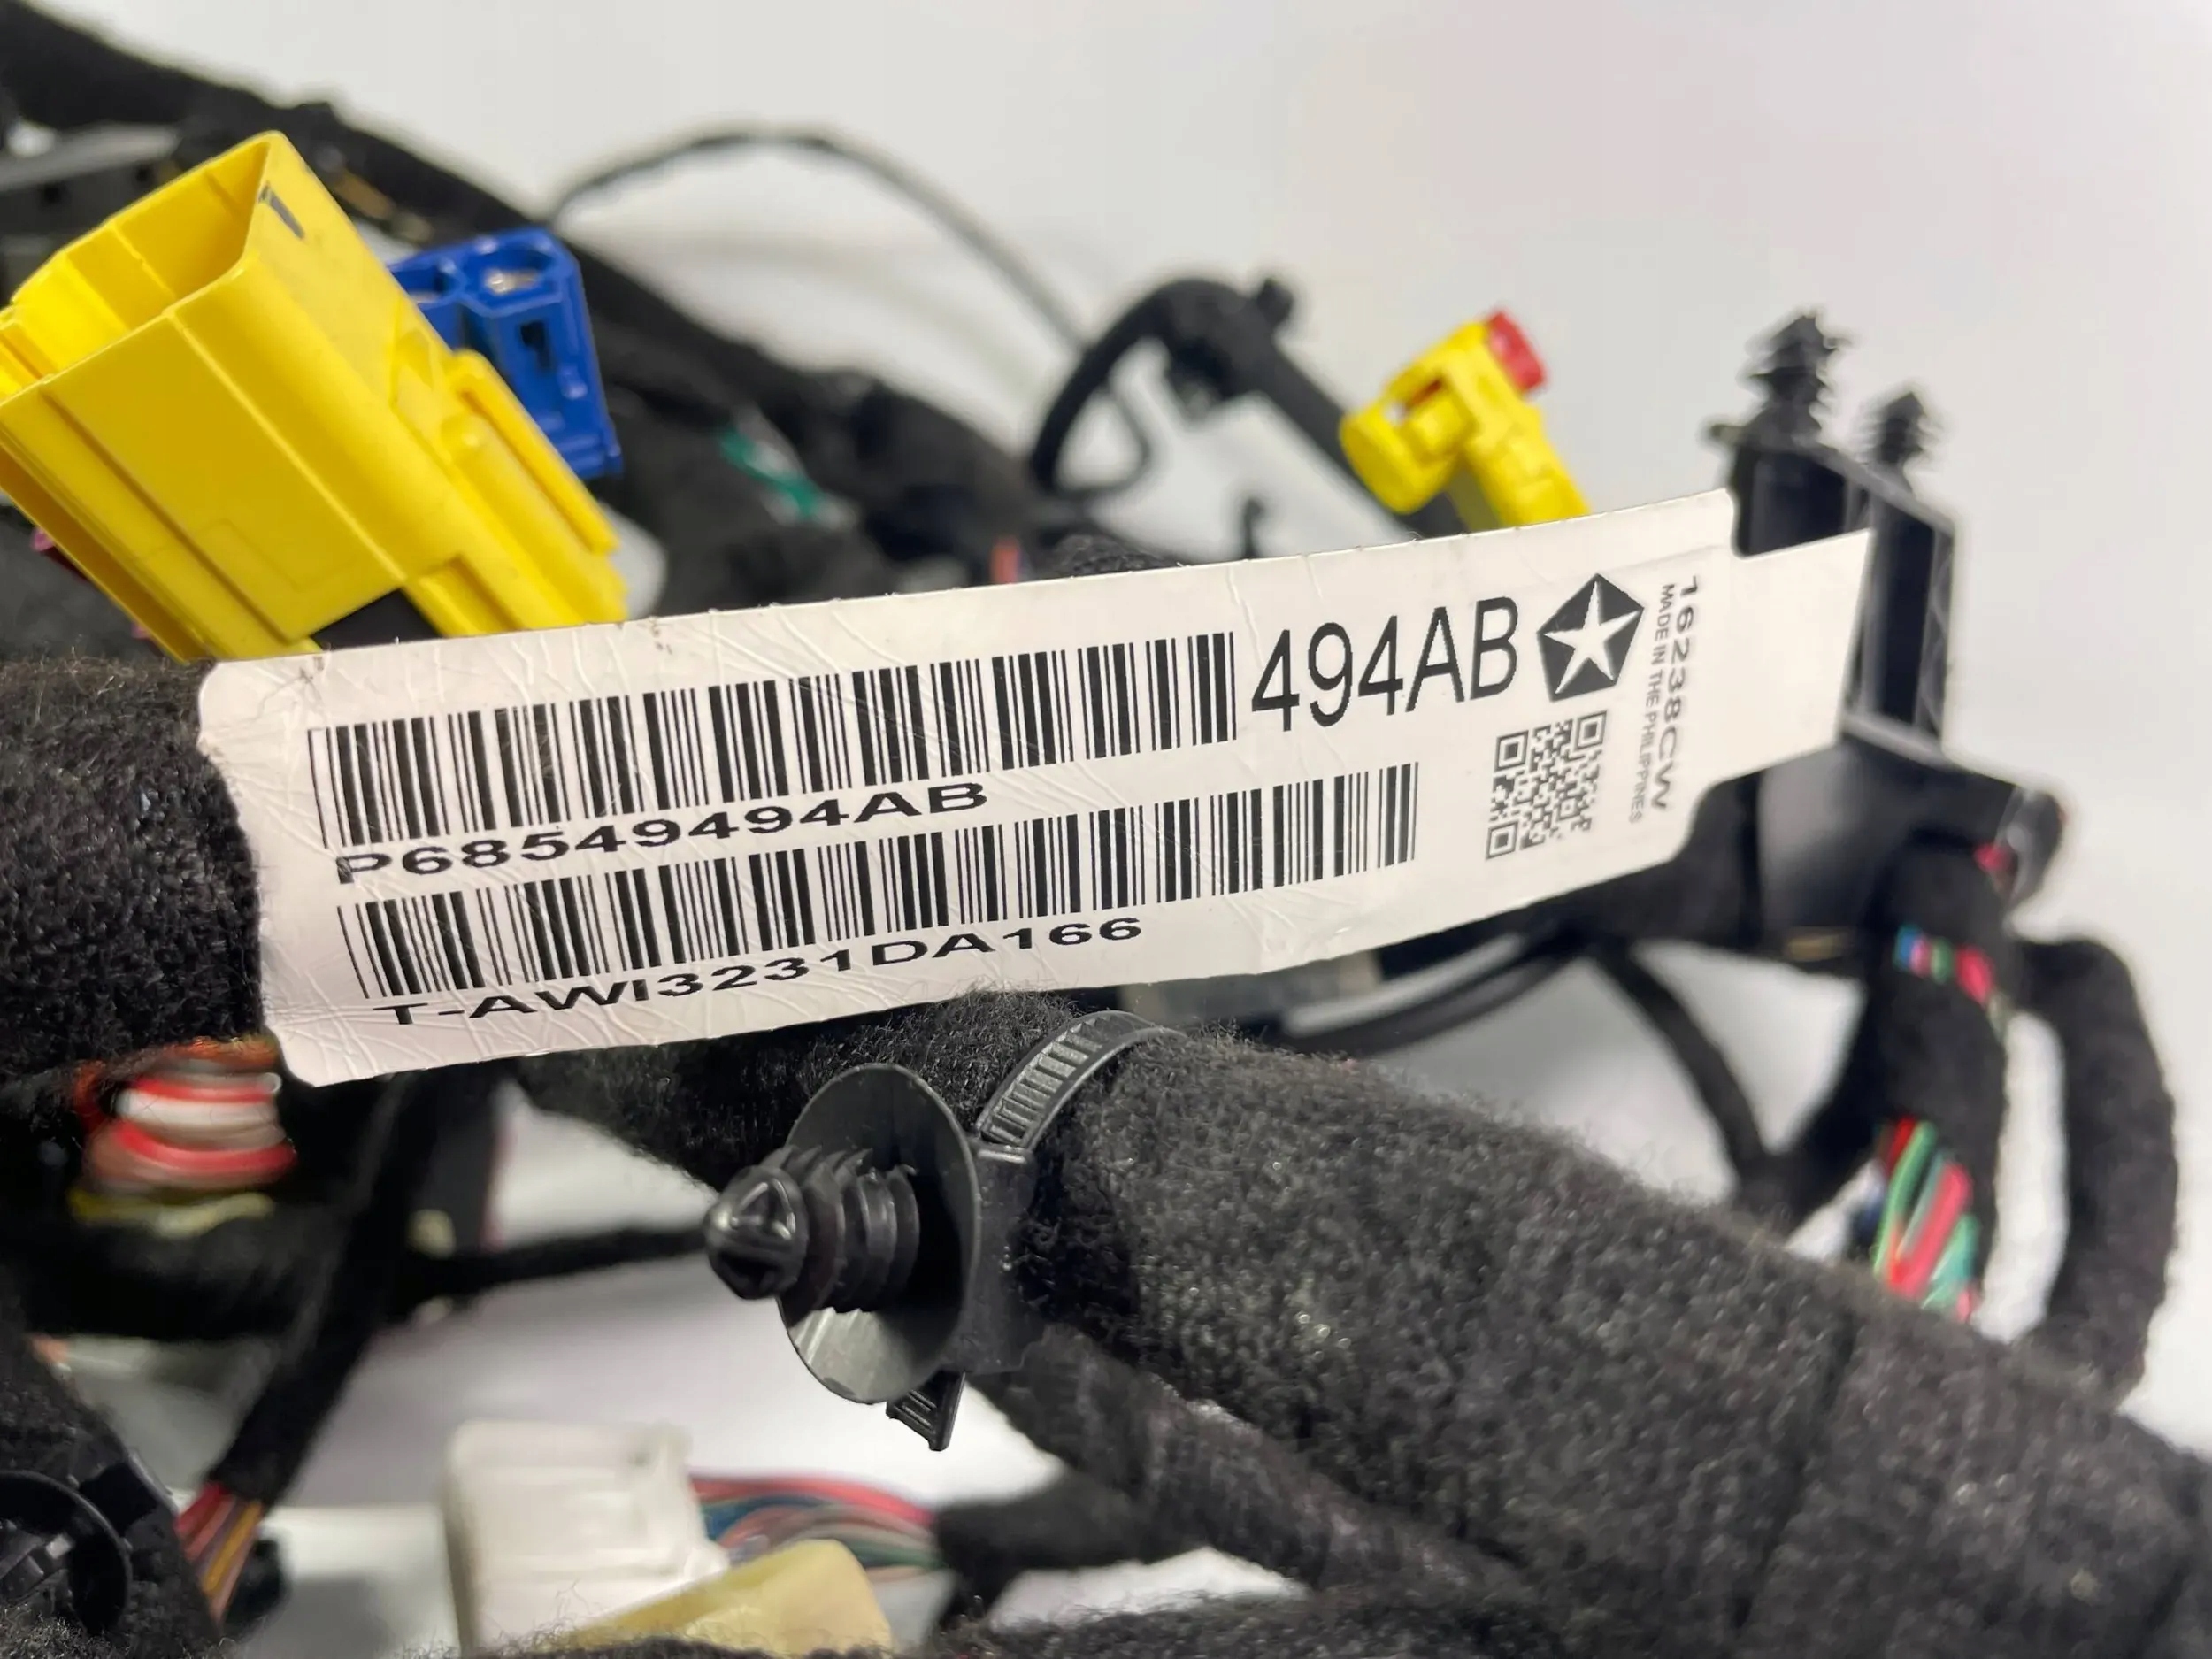 494AB
P68549494AB
T-AWI3231DA166
16238CW
MADE IN THE PHILIPPINES